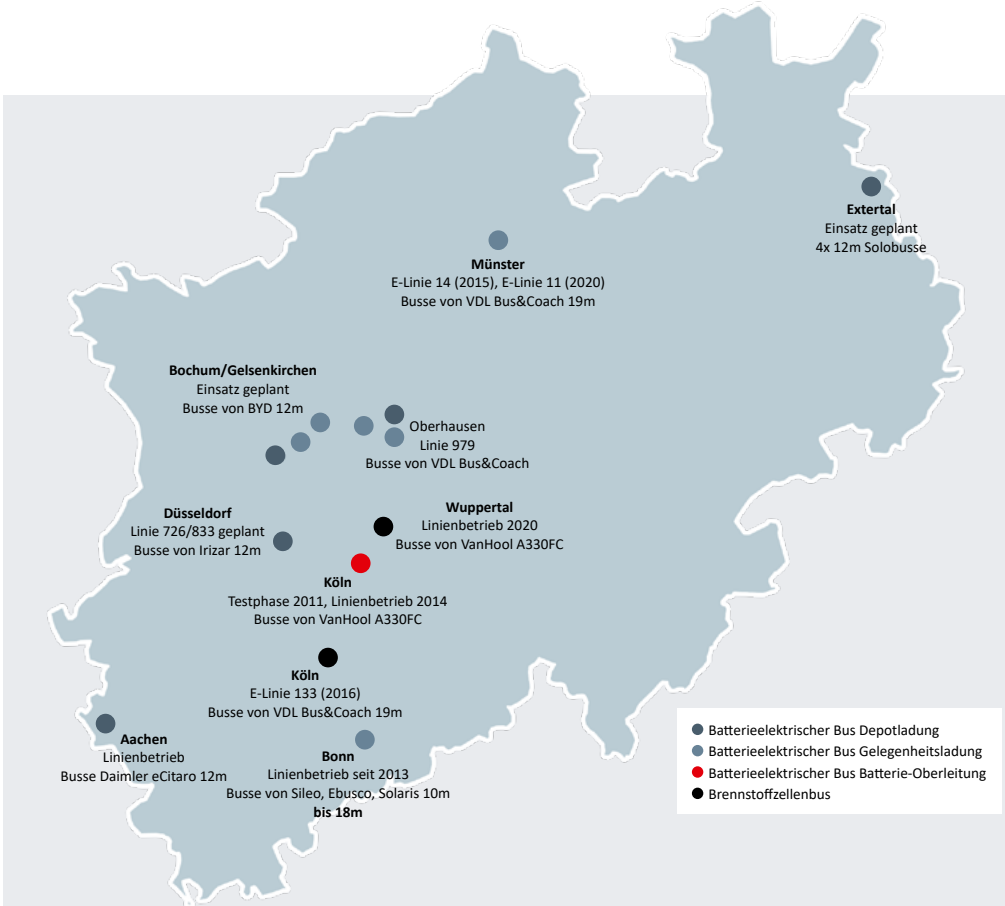 Extertal
Einsatz geplant
4x 12m Solobusse
Münster
E-Linie 14 (2015), E-Linie 11 (2020)
Busse von VDL Bus&Coach 19m
Bochum/Gelsenkirchen
Einsatz geplant
Busse von BYD 12m
Oberhausen
Linie 979
Busse von VDL Bus&Coach
Düsseldorf
Linie 726/833 geplant
Busse von Irizar 12m
Wuppertal
Linienbetrieb 2020
Busse von VanHool A330FC
Köln
Testphase 2011, Linienbetrieb 2014
Busse von VanHool A330FC
Köln
E-Linie 133 (2016)
Busse von VDL Bus&Coach 19m
Aachen
Linienbetrieb
Busse Daimler eCitaro 12m
Bonn
Linienbetrieb seit 2013
Busse von Sileo, Ebusco, Solaris 10m
bis 18m
Batterieelektrischer Bus Depotladung
Batterieelektrischer Bus Gelegenheitsladung
Batterieelektrischer Bus Batterie-Oberleitung
Brennstoffzellenbus